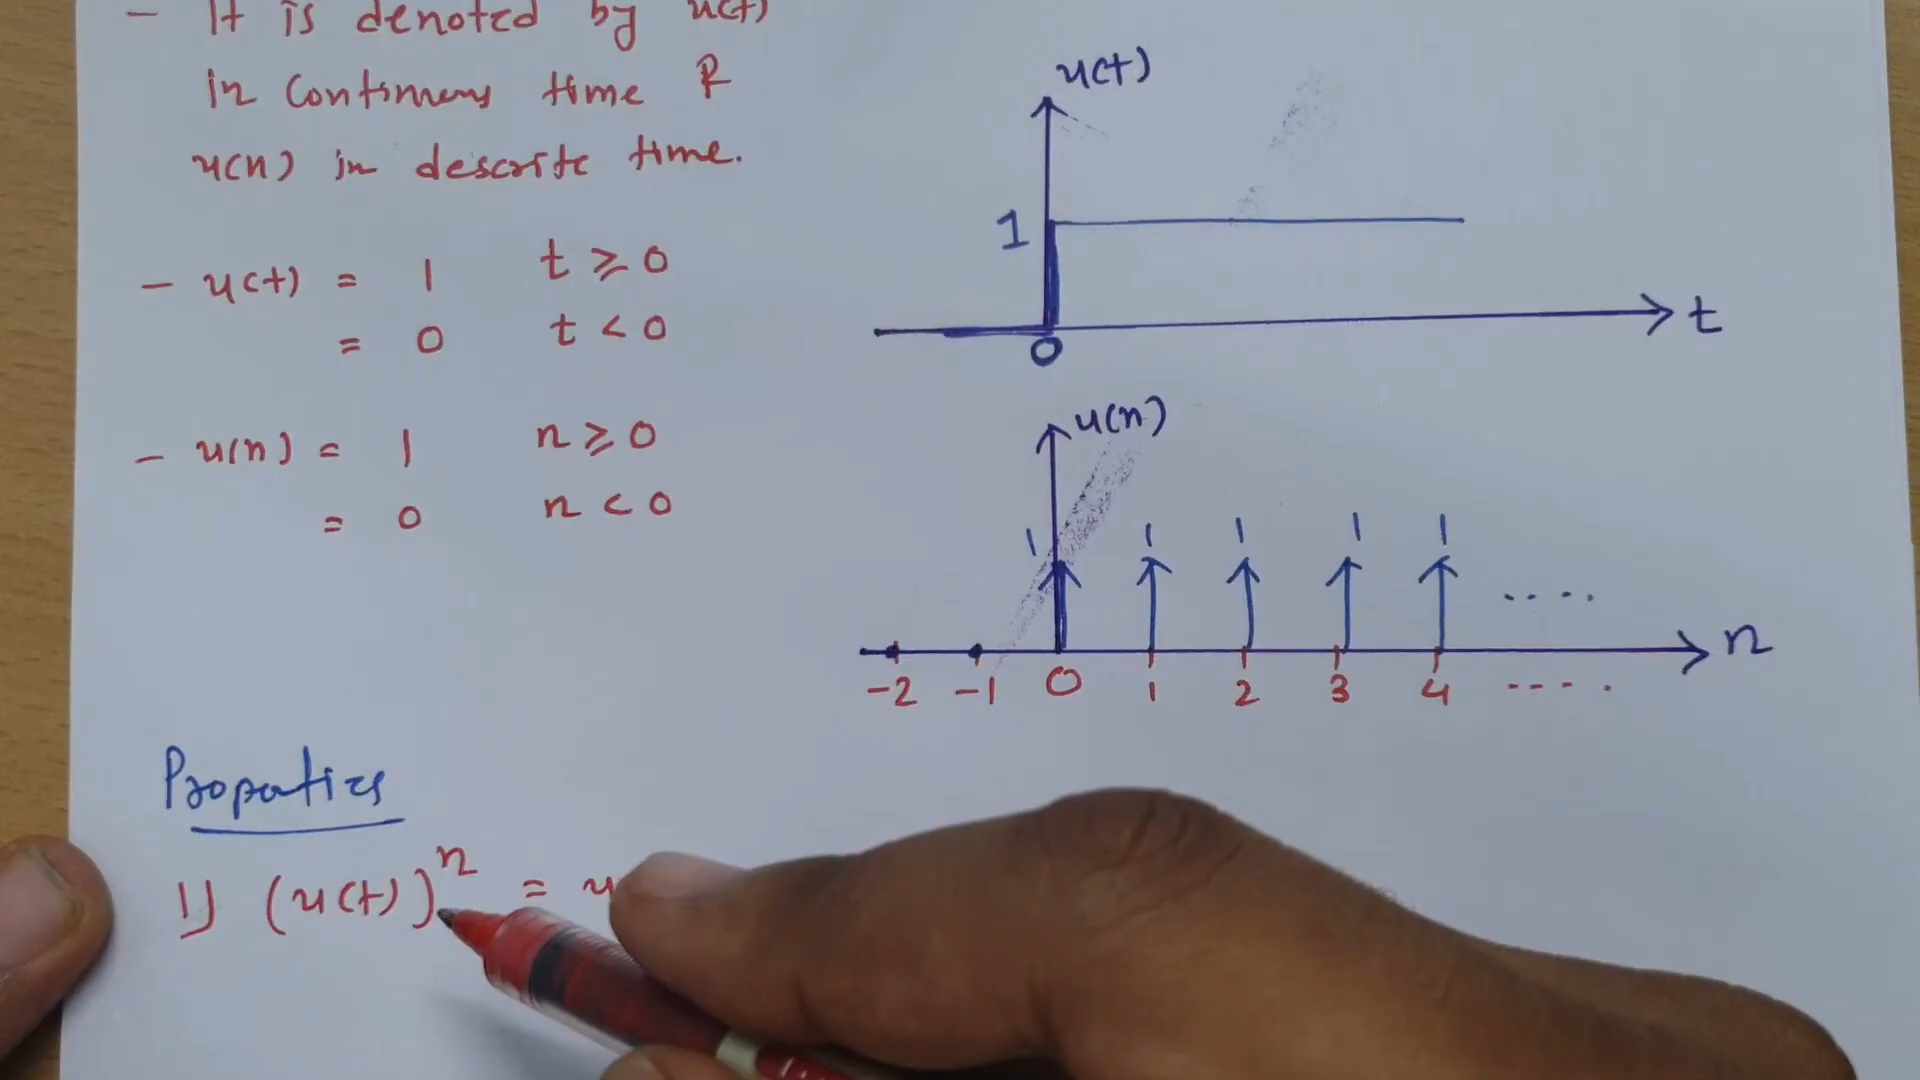 - It is denoted by u(t)
in continuous time &
u(n) in descrite time.
- u(t) = 1 t ≥ 0
= 0 t < 0
- u(n) = 1 n ≥ 0
= 0 n < 0
u(t)
1
t
0
u(n)
1 1 1 1 1 ....
n
-2 -1 0 1 2 3 4 ....
Properties
1) (u(t))^n = u